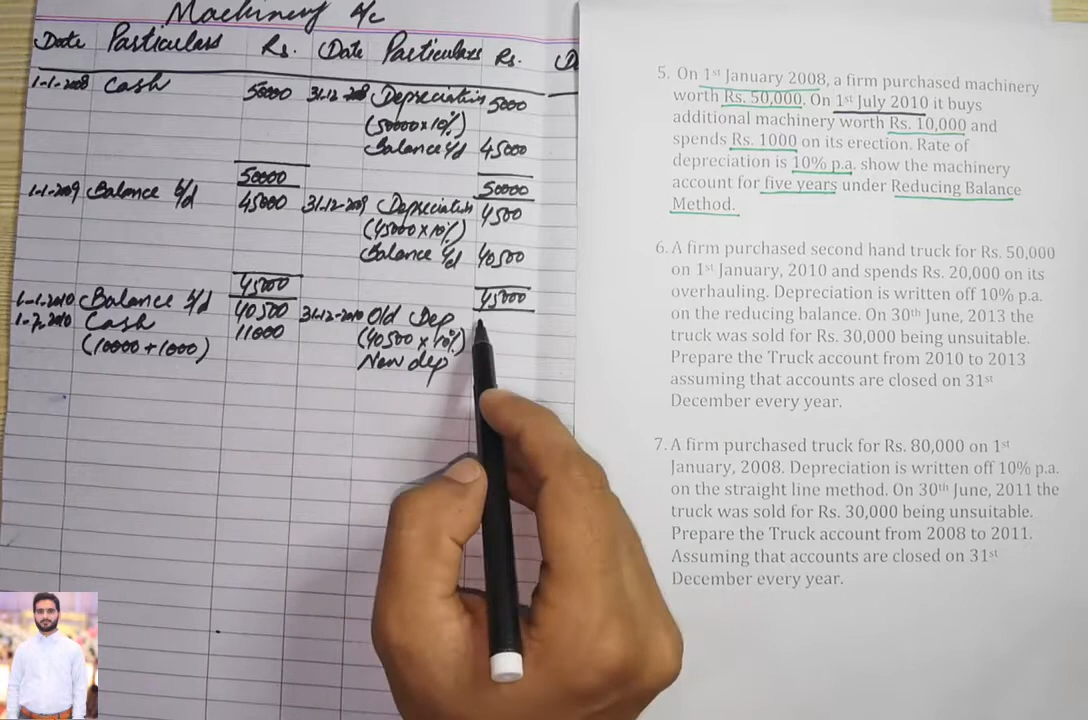 Machinery A/c
Date Particulars Rs. Date Particulars Rs. D
1-1-2008 Cash 50000 31.12-2008 Depreciation 5000
(50000×10%)
Balance c/d 45000
50000 50000
1-1-2009 Balance b/d 45000 31.12-2009 Depreciation 4500
(45000×10%)
Balance c/d 40500
45000 45000
1-1-2010 Balance b/d 40500 31-12-2010 Old Dep
1-7-2010 Cash 11000 (40500×10%)
(10000+1000) New dep
5. On 1st January 2008, a firm purchased machinery
worth Rs. 50,000. On 1st July 2010 it buys
additional machinery worth Rs. 10,000 and
spends Rs. 1000 on its erection. Rate of
depreciation is 10% p.a. show the machinery
account for five years under Reducing Balance
Method.
6. A firm purchased second hand truck for Rs. 50,000
on 1st January, 2010 and spends Rs. 20,000 on its
overhauling. Depreciation is written off 10% p.a.
on the reducing balance. On 30th June, 2013 the
truck was sold for Rs. 30,000 being unsuitable.
Prepare the Truck account from 2010 to 2013
assuming that accounts are closed on 31st
December every year.
7. A firm purchased truck for Rs. 80,000 on 1st
January, 2008. Depreciation is written off 10% p.a.
on the straight line method. On 30th June, 2011 the
truck was sold for Rs. 30,000 being unsuitable.
Prepare the Truck account from 2008 to 2011.
Assuming that accounts are closed on 31st
December every year.